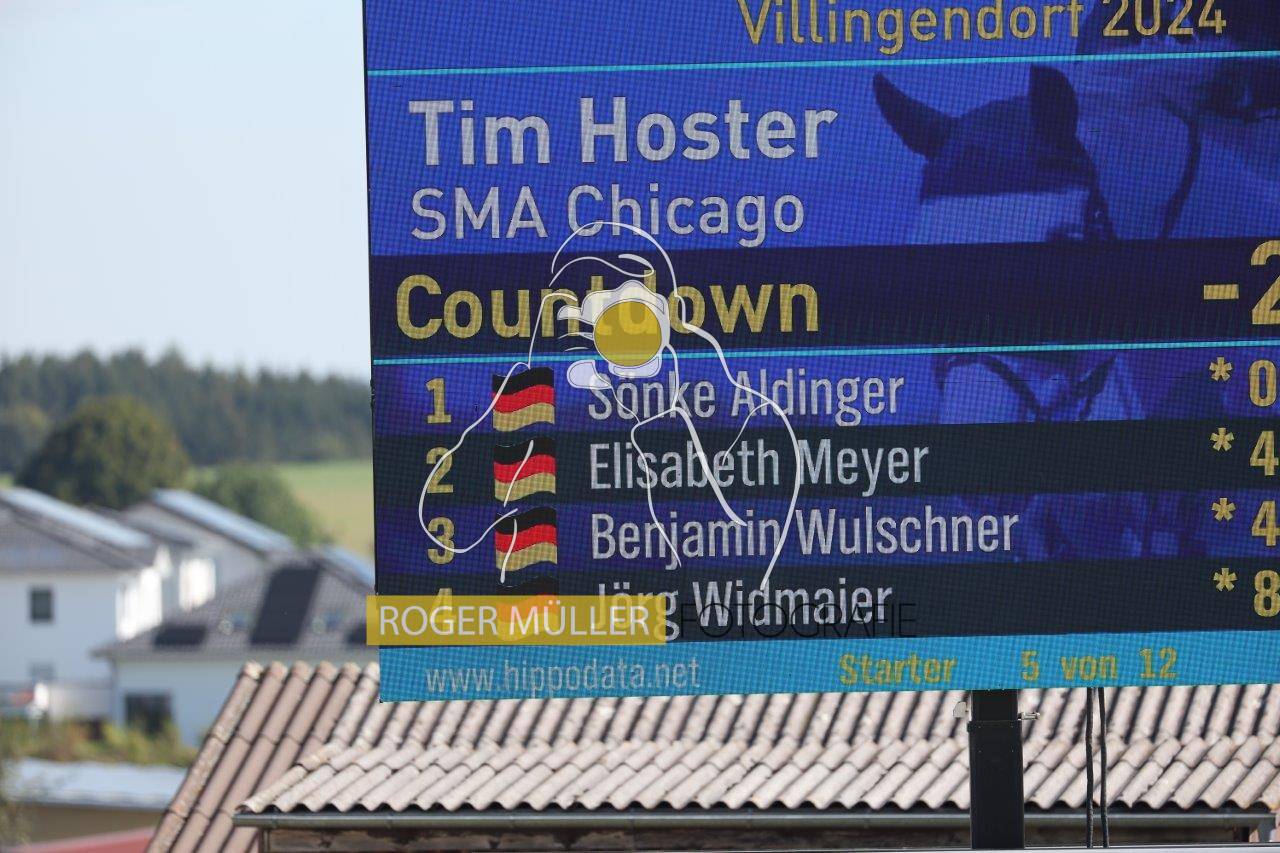 Villingendorf 2024
Tim Hoster
SMA Chicago
Countdown -2
1 Sönke Aldinger * 0
2 Elisabeth Meyer * 4
3 Benjamin Wulschner * 4
4 Jörg Widmaier * 8
ROGER MÜLLER FOTOGRAFIE
www.hippodata.net Starter 5 von 12